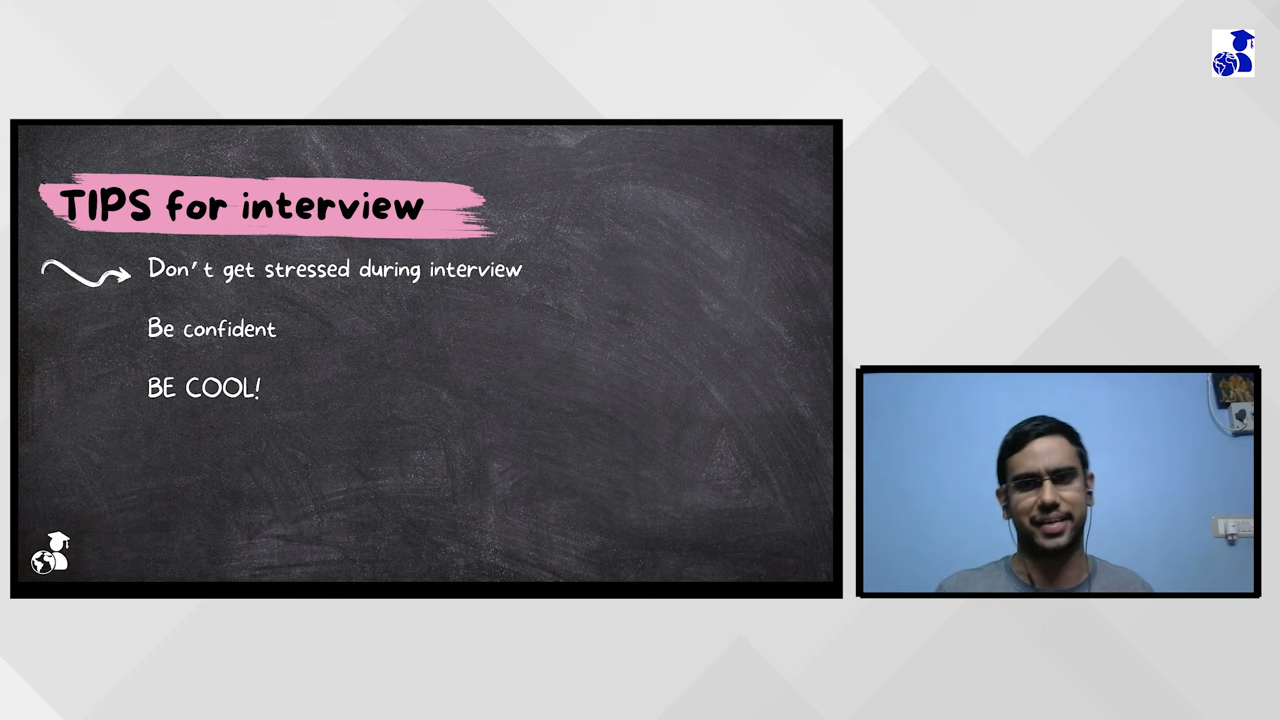 TIPS for interview
Don't get stressed during interview
Be confident
BE COOL!